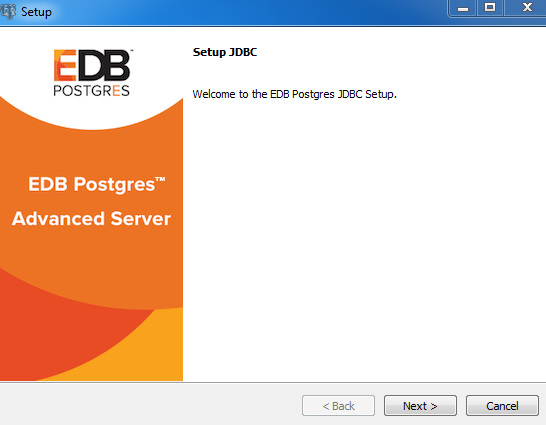 Setup
EDB™
POSTGRES
EDB Postgres™
Advanced Server
Setup JDBC
Welcome to the EDB Postgres JDBC Setup.
< Back
Next >
Cancel